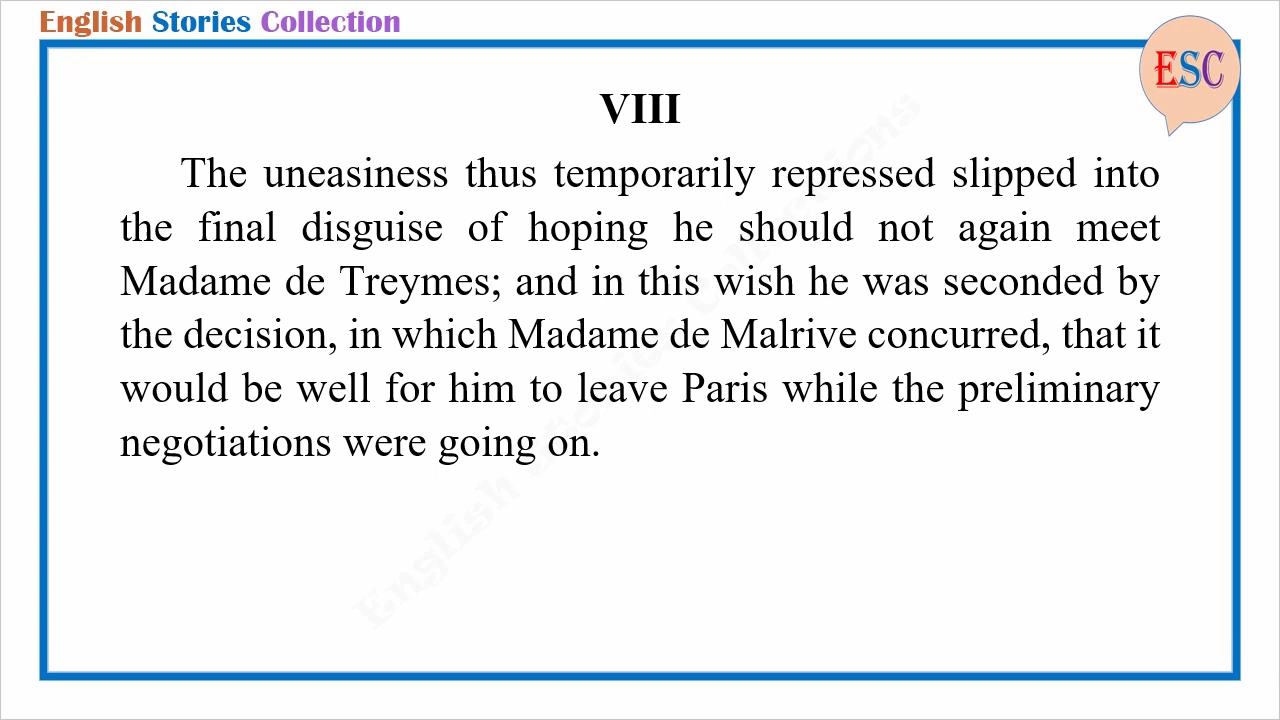 English Stories Collection
ESC
VIII
The uneasiness thus temporarily repressed slipped into
the final disguise of hoping he should not again meet
Madame de Treymes; and in this wish he was seconded by
the decision, in which Madame de Malrive concurred, that it
would be well for him to leave Paris while the preliminary
negotiations were going on.